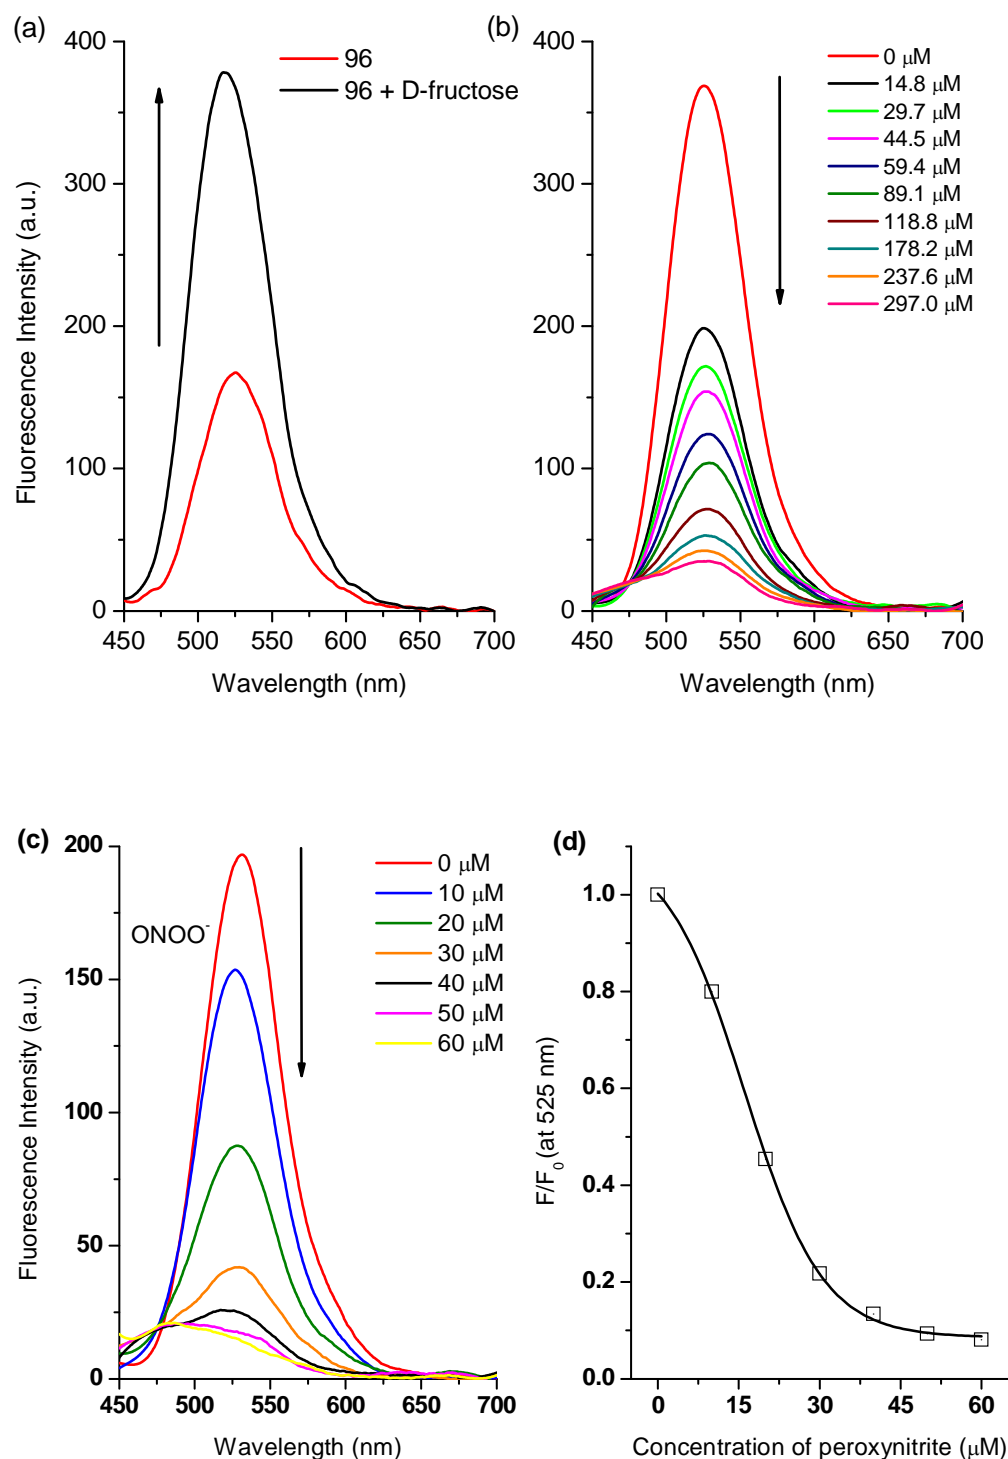 (a)
400
300
200
100
0
450 500 550 600 650 700
Fluorescence Intensity (a.u.)
Wavelength (nm)
96
96 + D-fructose
(b)
400
300
200
100
0
450 500 550 600 650 700
Wavelength (nm)
0 μM
14.8 μM
29.7 μM
44.5 μM
59.4 μM
89.1 μM
118.8 μM
178.2 μM
237.6 μM
297.0 μM
(c)
200
150
100
50
0
450 500 550 600 650 700
Fluorescence Intensity (a.u.)
Wavelength (nm)
ONOO⁻
0 μM
10 μM
20 μM
30 μM
40 μM
50 μM
60 μM
(d)
1.0
0.8
0.6
0.4
0.2
0.0
0 15 30 45 60
F/F₀ (at 525 nm)
Concentration of peroxynitrite (μM)